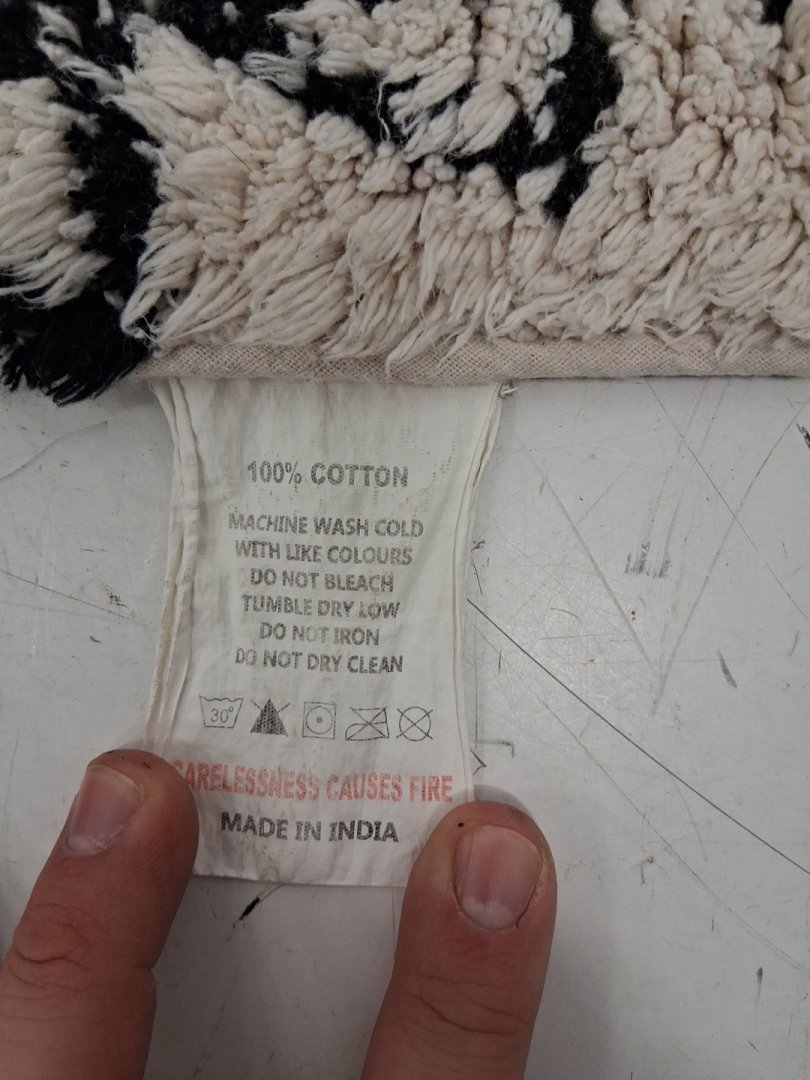 100% COTTON
MACHINE WASH COLD
WITH LIKE COLOURS
DO NOT BLEACH
TUMBLE DRY LOW
DO NOT IRON
DO NOT DRY CLEAN
30°
CARELESSNESS CAUSES FIRE
MADE IN INDIA